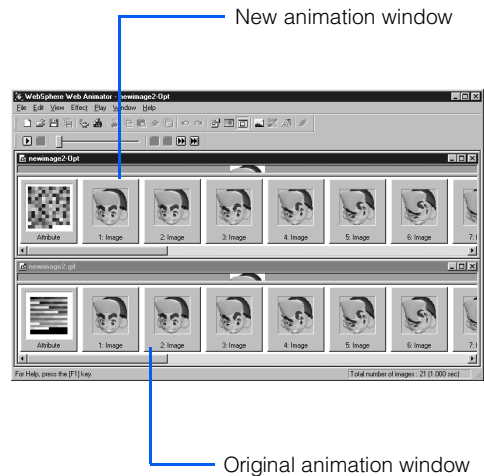 New animation window
WebSphere Web Animator - newimage2-Opt
File Edit View Effect Play Window Help
newimage2-Opt
Attribute 1: Image 2: Image 3: Image 4: Image 5: Image 6: Image 7: I
newimage2.gif
Attribute 1: Image 2: Image 3: Image 4: Image 5: Image 6: Image 7: I
For Help, press the [F1] key. Total number of images : 21 (1.000 sec)
Original animation window